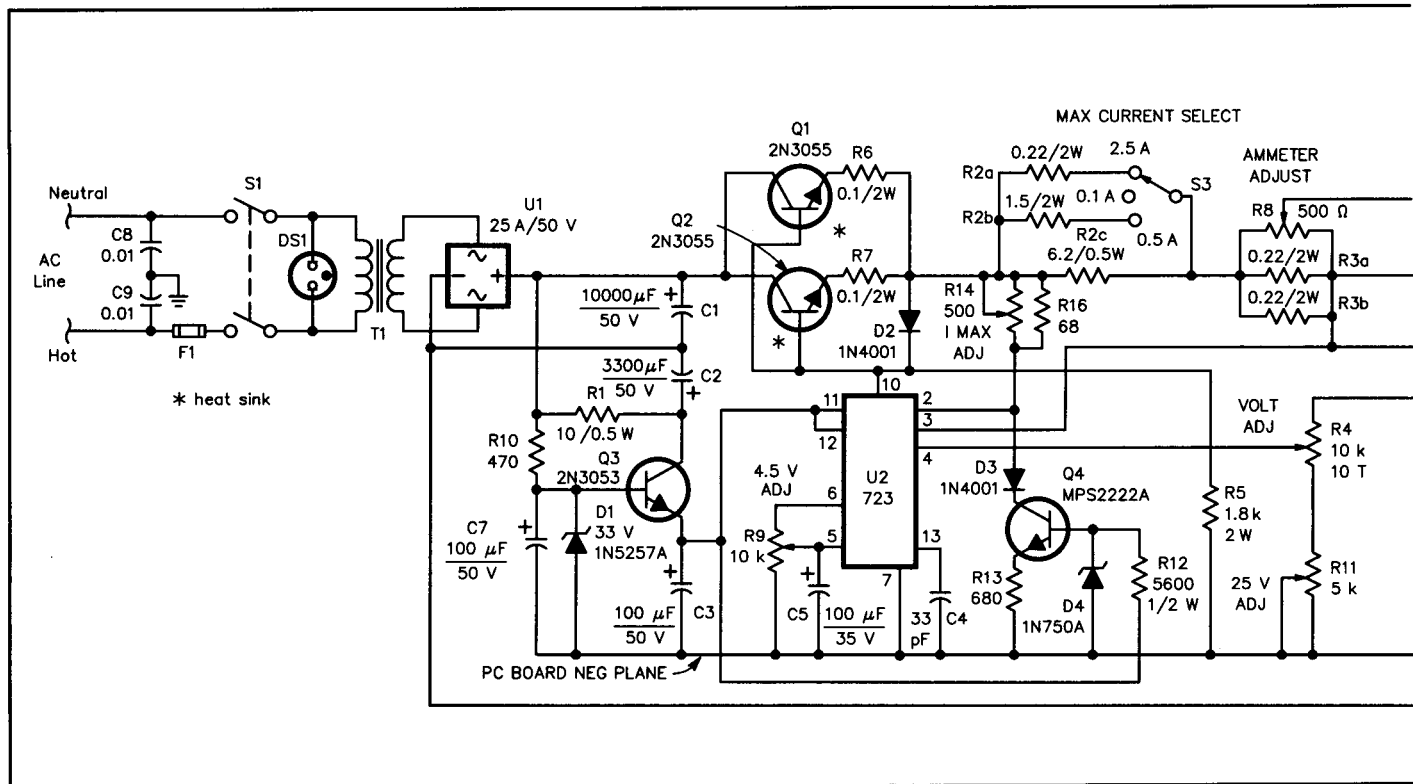 MAX CURRENT SELECT
Q1
2N3055
R6
0.1/2W
*
0.22/2W
2.5 A
R2a
S3
0.1 A
1.5/2W
R2b
0.5 A
R2c
6.2/0.5W
AMMETER
ADJUST
R8
500 Ω
0.22/2W
R3a
0.22/2W
R3b
Neutral
S1
C8
0.01
AC
Line
C9
0.01
DS1
Hot
F1
T1
* heat sink
U1
25 A/50 V
~
−
+
~
Q2
2N3055
R7
0.1/2W
*
10000 μF
50 V
+
C1
3300 μF
50 V
C2
+
R1
10/0.5 W
R10
470
Q3
2N3053
D1
33 V
1N5257A
+
C7
100 μF
50 V
+
100 μF
50 V
C3
D2
1N4001
R14
500
I MAX
ADJ
R16
68
10
11
12
2
3
4
6
5
13
7
U2
723
4.5 V
ADJ
R9
10 k
+
C5
100 μF
35 V
33
pF
C4
D3
1N4001
Q4
MPS2222A
R13
680
D4
1N750A
R12
5600
1/2 W
R5
1.8 k
2 W
VOLT
ADJ
R4
10 k
10 T
25 V
ADJ
R11
5 k
PC BOARD NEG PLANE